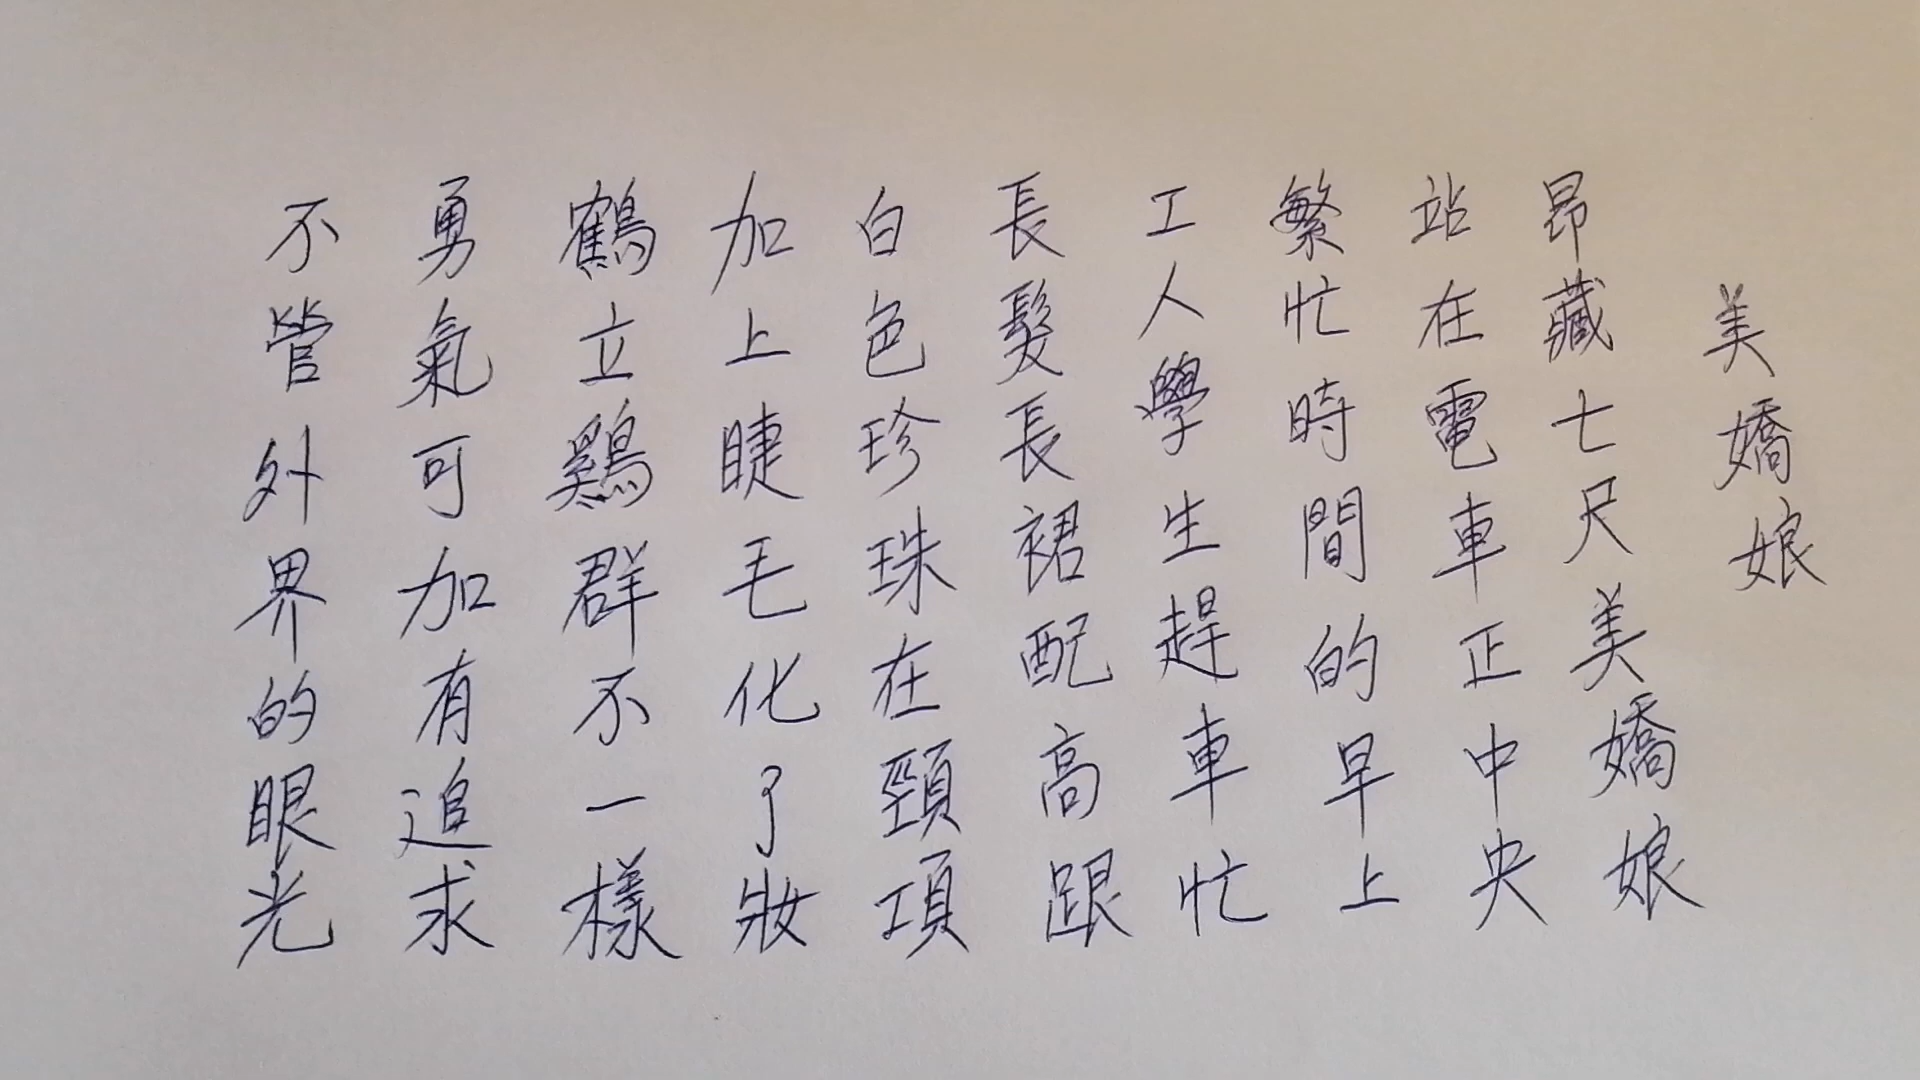 美嬌娘
昂藏七尺美嬌娘
站在電車正中央
繁忙時間的早上
工人學生趕車忙
長髮長裙配高跟
白色珍珠在頸項
加上睫毛化了妝
鶴立鷄群不一樣
勇氣可加有追求
不管外界的眼光